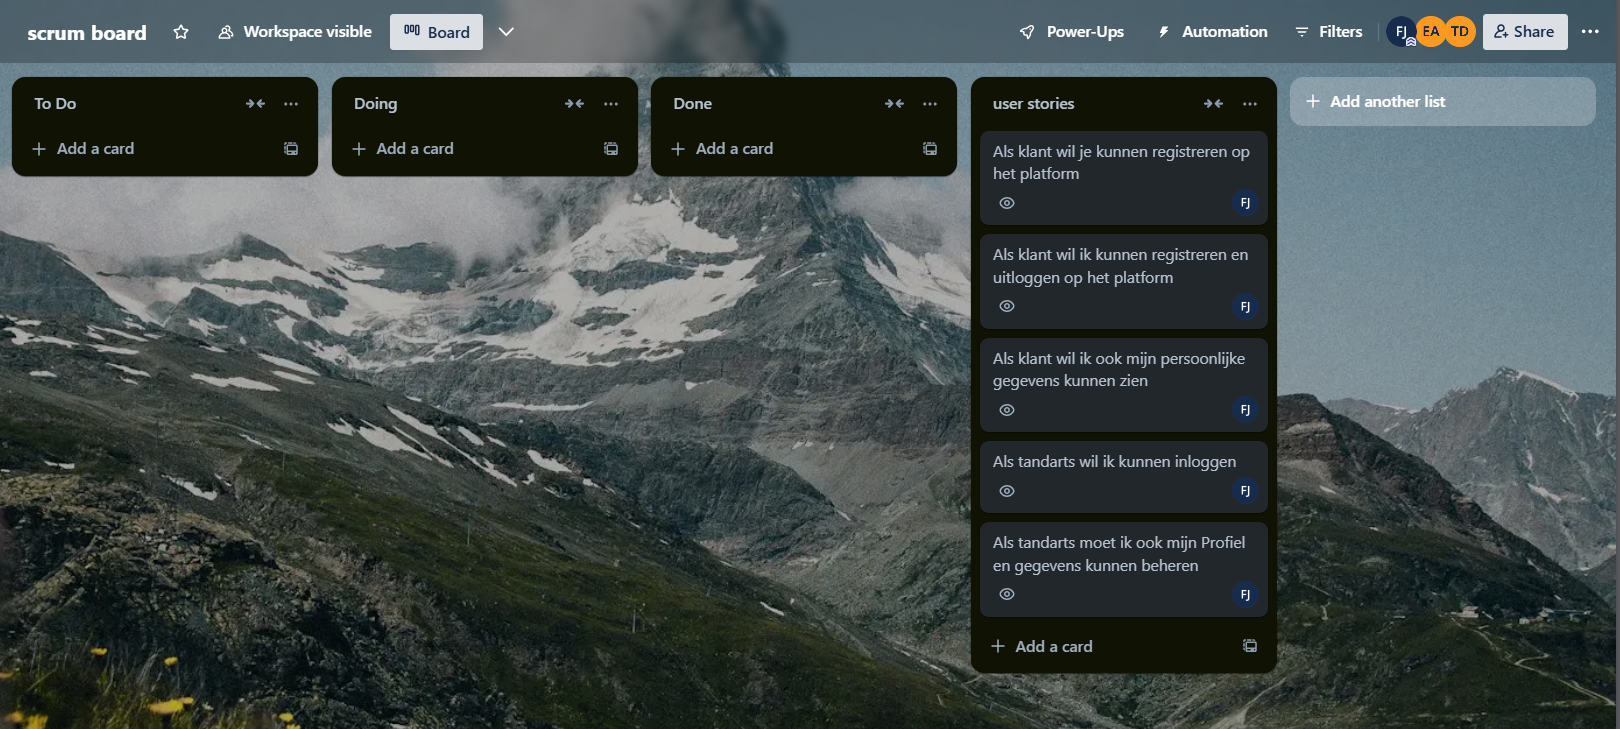 scrum board
Workspace visible
Board
Power-Ups
Automation
Filters
FJ
EA
TD
Share
To Do
Add a card
Doing
Add a card
Done
Add a card
user stories
Als klant wil je kunnen registreren op
het platform
FJ
Als klant wil ik kunnen registreren en
uitloggen op het platform
FJ
Als klant wil ik ook mijn persoonlijke
gegevens kunnen zien
FJ
Als tandarts wil ik kunnen inloggen
FJ
Als tandarts moet ik ook mijn Profiel
en gegevens kunnen beheren
FJ
Add a card
Add another list